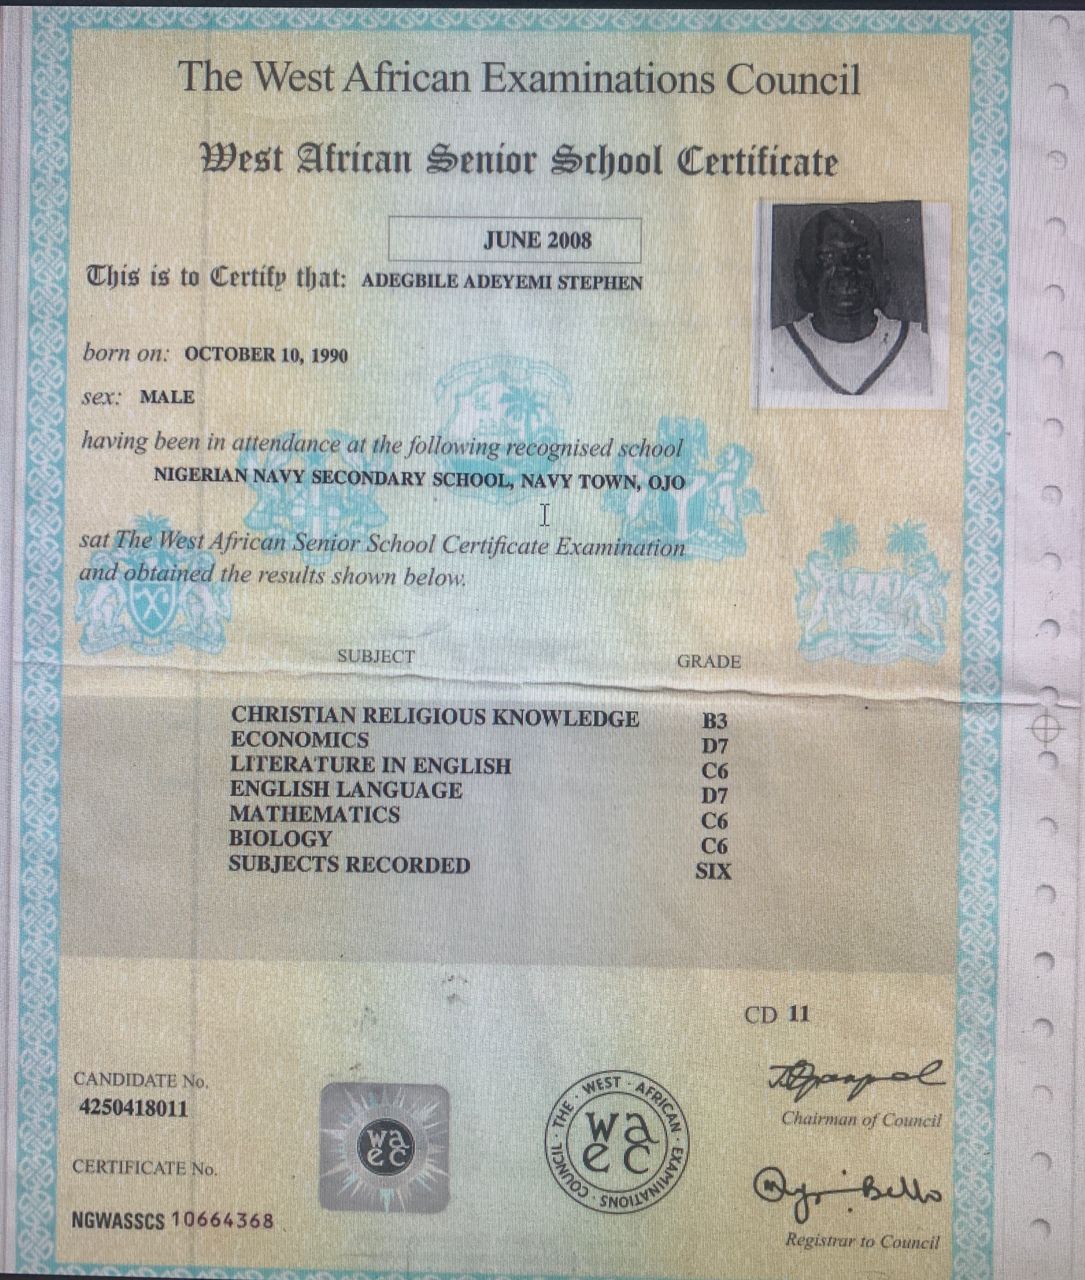 The West African Examinations Council
West African Senior School Certificate
JUNE 2008
This is to Certify that: ADEGBILE ADEYEMI STEPHEN
born on: OCTOBER 10, 1990
sex: MALE
having been in attendance at the following recognised school
NIGERIAN NAVY SECONDARY SCHOOL, NAVY TOWN, OJO
sat The West African Senior School Certificate Examination
and obtained the results shown below.
SUBJECT GRADE
CHRISTIAN RELIGIOUS KNOWLEDGE B3
ECONOMICS D7
LITERATURE IN ENGLISH C6
ENGLISH LANGUAGE D7
MATHEMATICS C6
BIOLOGY C6
SUBJECTS RECORDED SIX
CD 11
CANDIDATE No.
4250418011
CERTIFICATE No.
NGWASSCS 10664368
waec
THE · WEST · AFRICAN · EXAMINATIONS · COUNCIL
waec
Chairman of Council
Bello
Registrar to Council